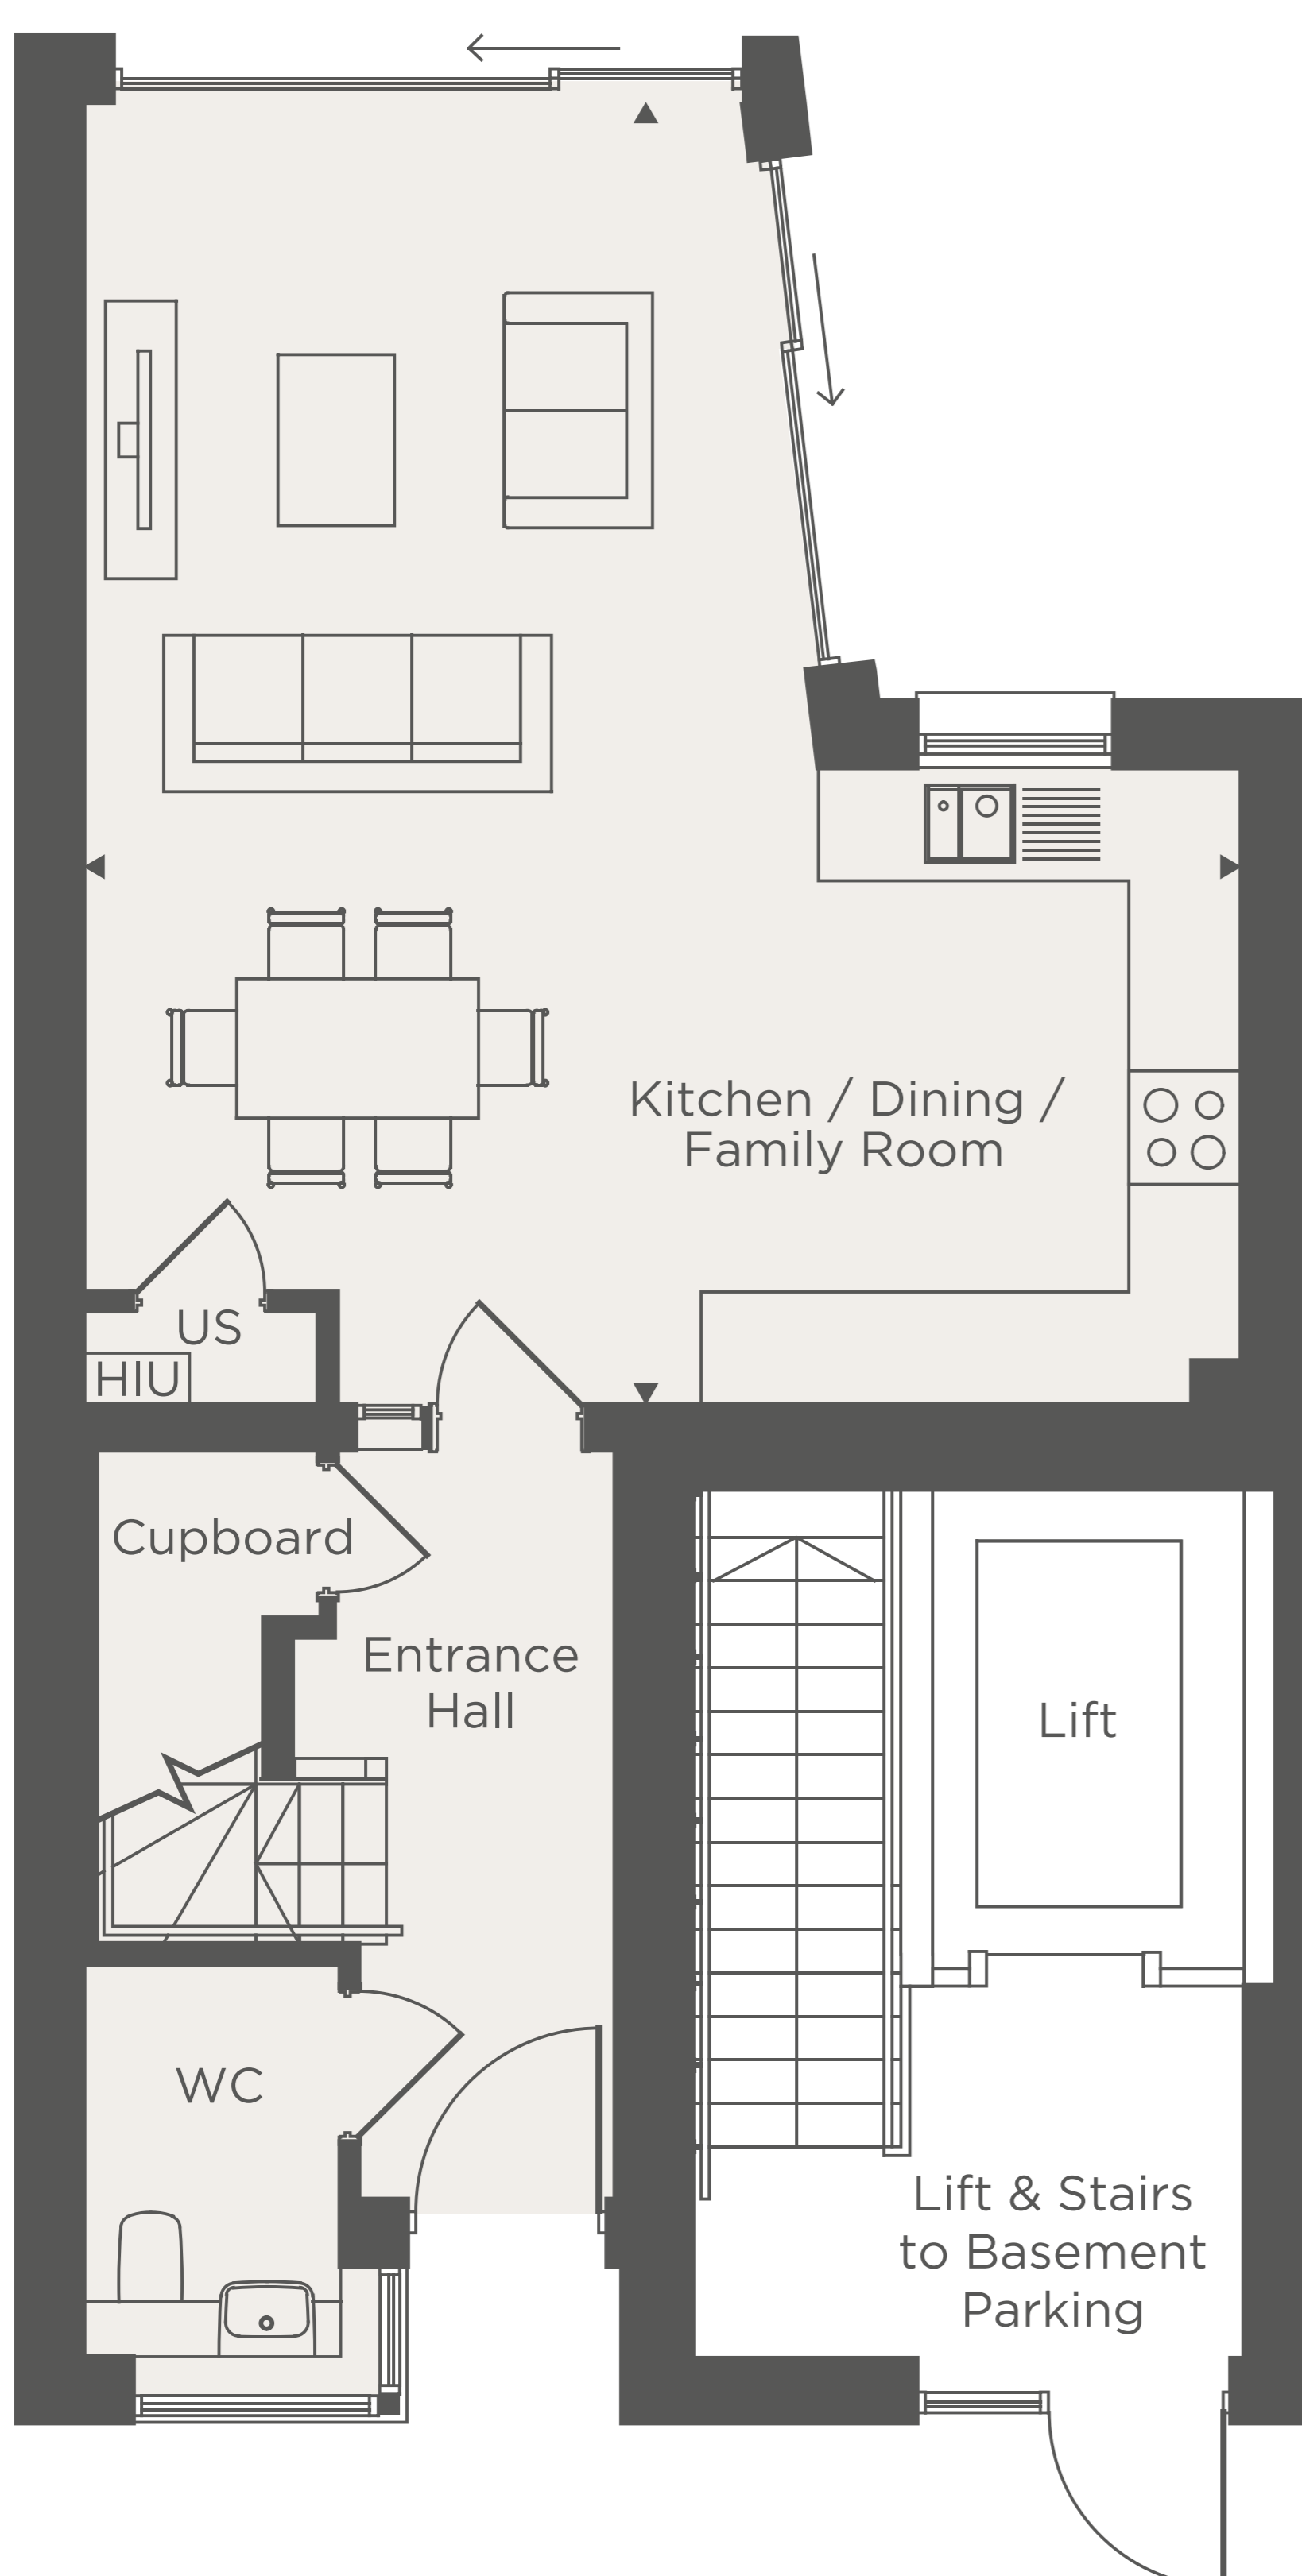 Kitchen / Dining /
Family Room
US
HIU
Cupboard
Entrance
Hall
Lift
WC
Lift & Stairs
to Basement
Parking